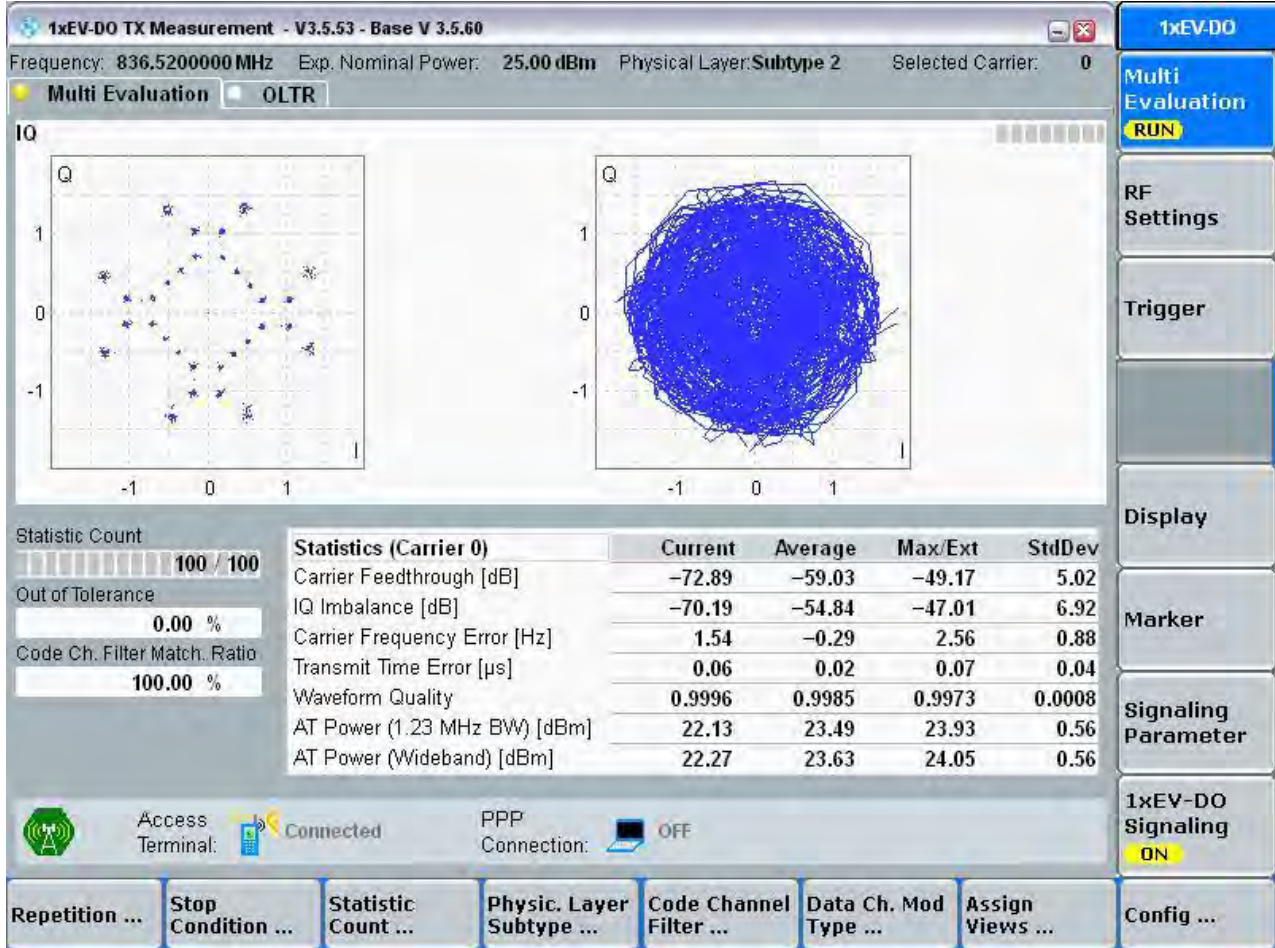 1xEV-DO TX Measurement - V3.5.53 - Base V 3.5.60
1xEV-DO
Frequency: 836.5200000 MHz Exp. Nominal Power: 25.00 dBm Physical Layer: Subtype 2 Selected Carrier: 0
Multi Evaluation OLTR
Multi
Evaluation
RUN
IQ
Q
1
0
-1
I
-1 0 1
Q
1
0
-1
I
-1 0 1
RF
Settings
Trigger
Display
Marker
Signaling
Parameter
1xEV-DO
Signaling
ON
Statistic Count
100 / 100
Out of Tolerance
0.00 %
Code Ch. Filter Match. Ratio
100.00 %
Statistics (Carrier 0) Current Average Max/Ext StdDev
Carrier Feedthrough [dB] −72.89 −59.03 −49.17 5.02
IQ Imbalance [dB] −70.19 −54.84 −47.01 6.92
Carrier Frequency Error [Hz] 1.54 −0.29 2.56 0.88
Transmit Time Error [µs] 0.06 0.02 0.07 0.04
Waveform Quality 0.9996 0.9985 0.9973 0.0008
AT Power (1.23 MHz BW) [dBm] 22.13 23.49 23.93 0.56
AT Power (Wideband) [dBm] 22.27 23.63 24.05 0.56
Access
Terminal:
Connected
PPP
Connection:
OFF
Repetition ...
Stop
Condition ...
Statistic
Count ...
Physic. Layer
Subtype ...
Code Channel
Filter ...
Data Ch. Mod
Type ...
Assign
Views ...
Config ...